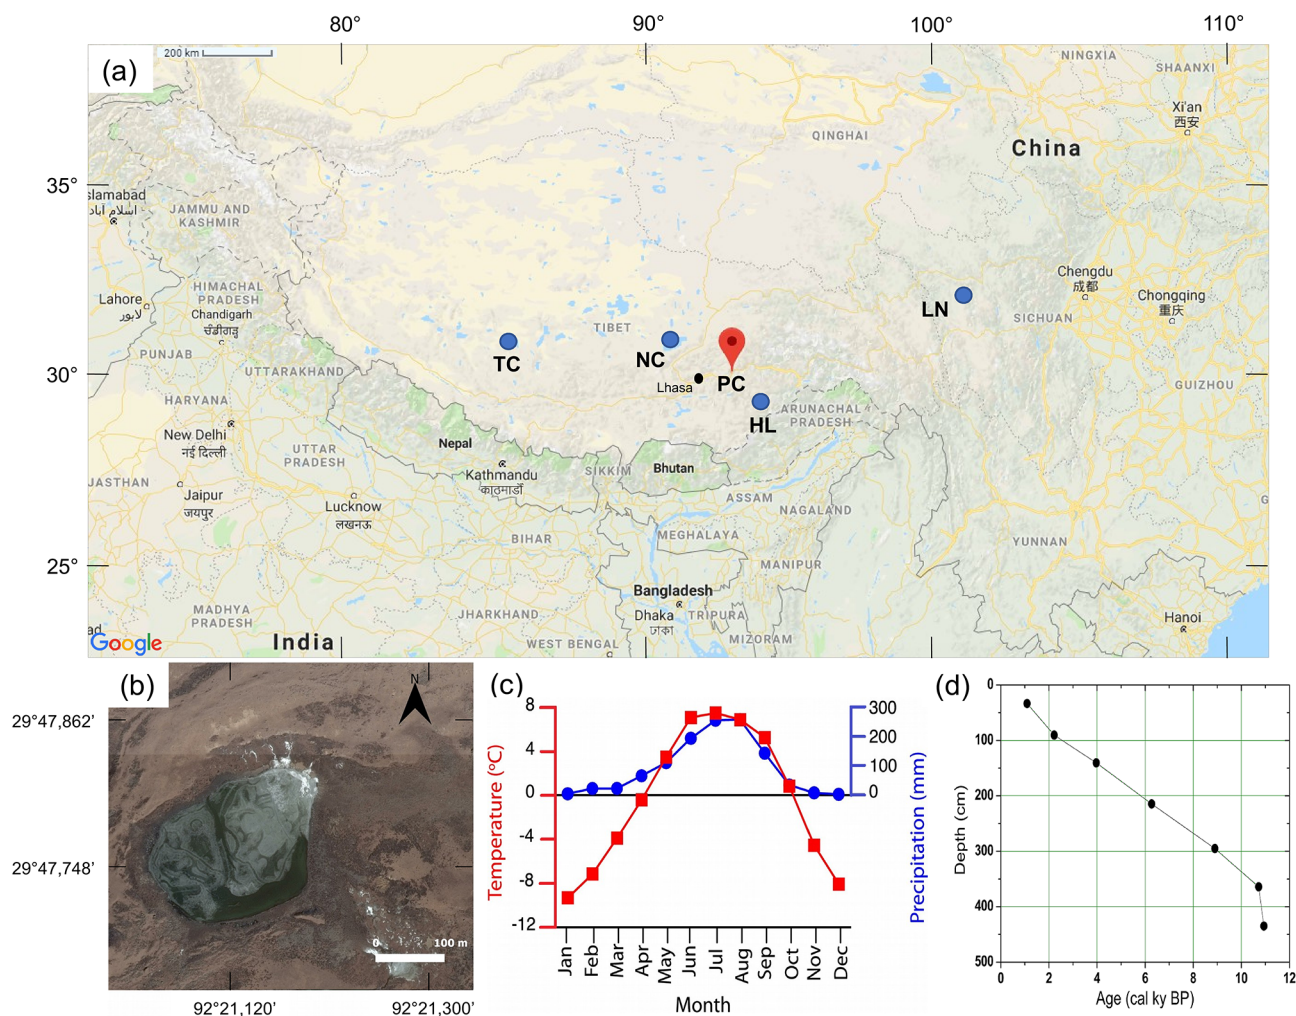 80°
90°
100°
110°
(a)
200 km
NINGXIA
SHAANXI
Xi'an
西安
QINGHAI
China
35°
slamabad
اسلام آباد
JAMMU AND
KASHMIR
HIMACHAL
PRADESH
Chandigarh
ਚੰਡੀਗੜ੍ਹ
Lahore
لاہور
Chengdu
成都
Chongqing
重庆
LN
SICHUAN
TIBET
TC
NC
PC
Lhasa
HL
PUNJAB
UTTARAKHAND
30°
GUIZHOU
ARUNACHAL
PRADESH
HARYANA
New Delhi
नई दिल्ली
UTTAR
PRADESH
Nepal
Kathmandu
काठमाडौँ
SIKKIM
Bhutan
ASSAM
NAGALAND
JASTHAN
Jaipur
जयपुर
Lucknow
लखनऊ
G
BIHAR
MEGHALAYA
YUNNAN
25°
MANIPUR
Bangladesh
Dhaka
ঢাকা
TRIPURA
MADHYA
PRADESH
JHARKHAND
Hanoi
ad
Google
India
WEST BENGAL
MIZORAM
(b)
N
29°47,862'
29°47,748'
0 100 m
92°21,120'
92°21,300'
(c)
Temperature (°C)
8
4
0
-4
-8
-12
300
200
100
0
Precipitation (mm)
Jan
Feb
Mar
Apr
May
Jun
Jul
Aug
Sep
Oct
Nov
Dec
Month
(d)
Depth (cm)
0
100
200
300
400
500
0 2 4 6 8 10 12
Age (cal ky BP)